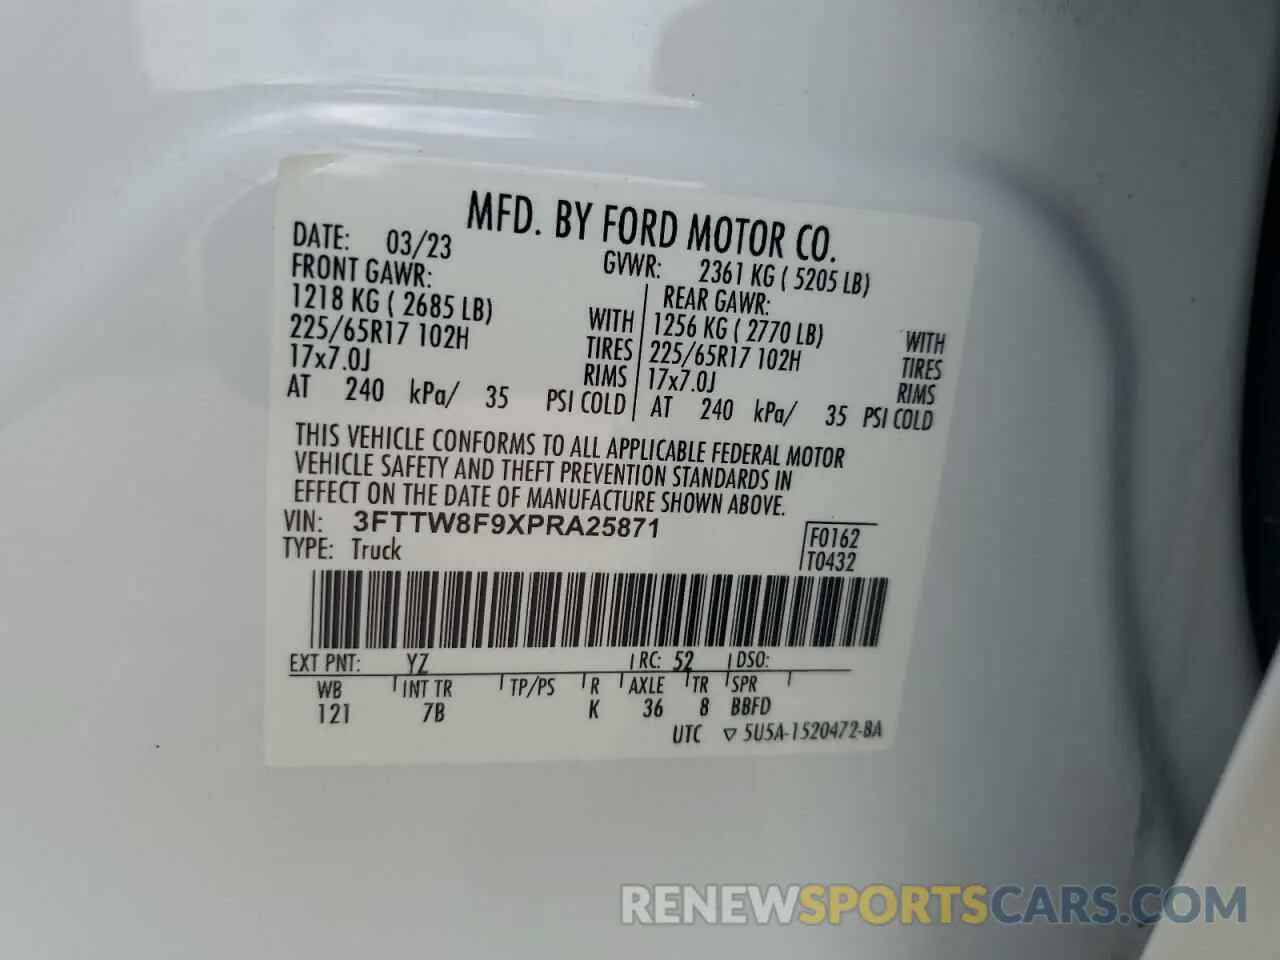 MFD. BY FORD MOTOR CO.
DATE: 03/23 GVWR: 2361 KG ( 5205 LB)
FRONT GAWR: REAR GAWR:
1218 KG ( 2685 LB) WITH 1256 KG ( 2770 LB) WITH
225/65R17 102H TIRES 225/65R17 102H TIRES
17x7.0J RIMS 17x7.0J RIMS
AT 240 kPa/ 35 PSI COLD AT 240 kPa/ 35 PSI COLD
THIS VEHICLE CONFORMS TO ALL APPLICABLE FEDERAL MOTOR
VEHICLE SAFETY AND THEFT PREVENTION STANDARDS IN
EFFECT ON THE DATE OF MANUFACTURE SHOWN ABOVE.
VIN: 3FTTW8F9XPRA25871 F0162
TYPE: Truck T0432
EXT PNT: YZ RC: 52 DSO:
WB INT TR TP/PS R AXLE TR SPR
121 7B K 36 8 BBFD
UTC ▽ 5U5A-1520472-BA
RENEWSPORTSCARS.COM